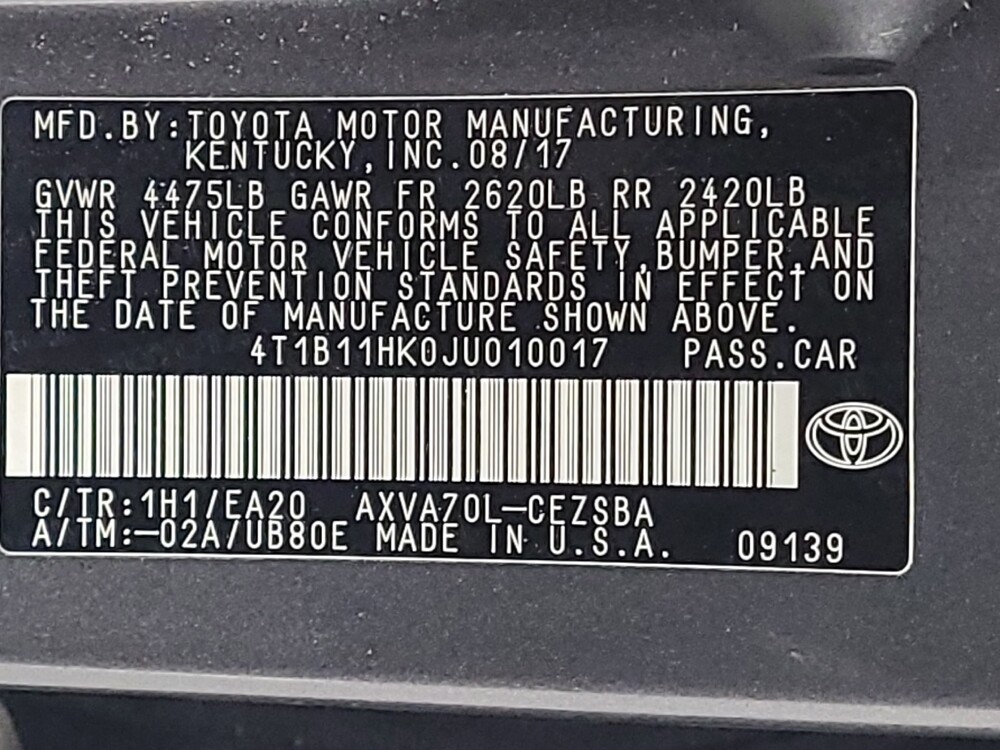 MFD.BY:TOYOTA MOTOR MANUFACTURING,
KENTUCKY,INC.08/17
GVWR 4475LB GAWR FR 2620LB RR 2420LB
THIS VEHICLE CONFORMS TO ALL APPLICABLE
FEDERAL MOTOR VEHICLE SAFETY,BUMPER,AND
THEFT PREVENTION STANDARDS IN EFFECT ON
THE DATE OF MANUFACTURE SHOWN ABOVE.
4T1B11HK0JU010017 PASS.CAR
C/TR:1H1/EA20 AXVA70L-CEZSBA
A/TM:-02A/UB80E MADE IN U.S.A. 09139